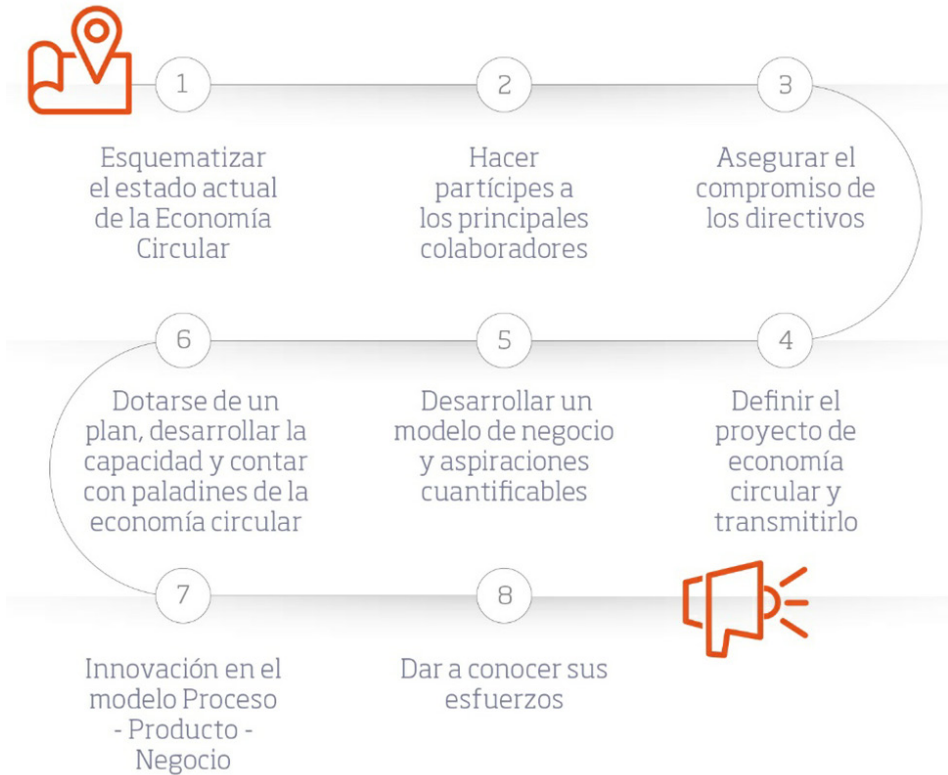 1
Esquematizar
el estado actual
de la Economía
Circular
2
Hacer
partícipes a
los principales
colaboradores
3
Asegurar el
compromiso de
los directivos
4
Definir el
proyecto de
economía
circular y
transmitirlo
5
Desarrollar un
modelo de negocio
y aspiraciones
cuantificables
6
Dotarse de un
plan, desarrollar la
capacidad y contar
con paladines de la
economía circular
7
Innovación en el
modelo Proceso
- Producto -
Negocio
8
Dar a conocer sus
esfuerzos